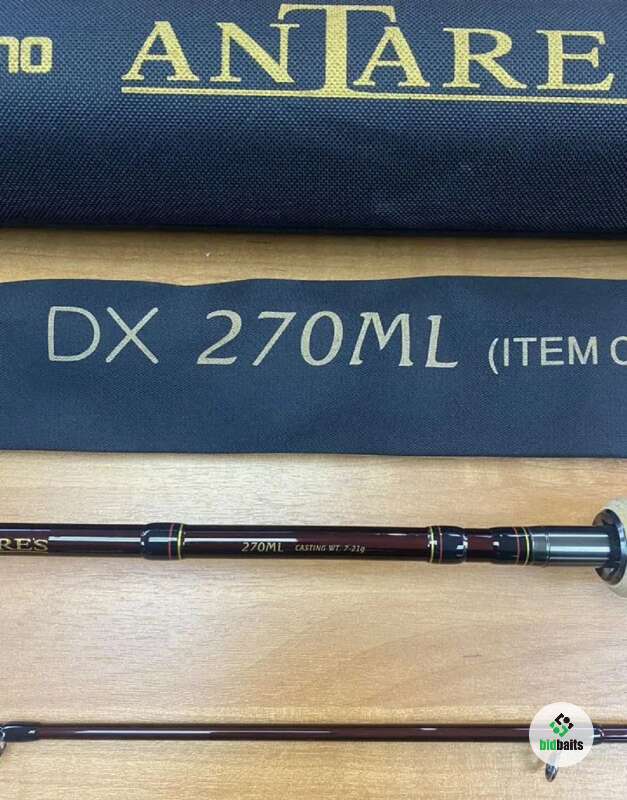 no ANTARE
DX 270ML (ITEM C
RES 270ML CASTING WT. 7-21g
bidbaits